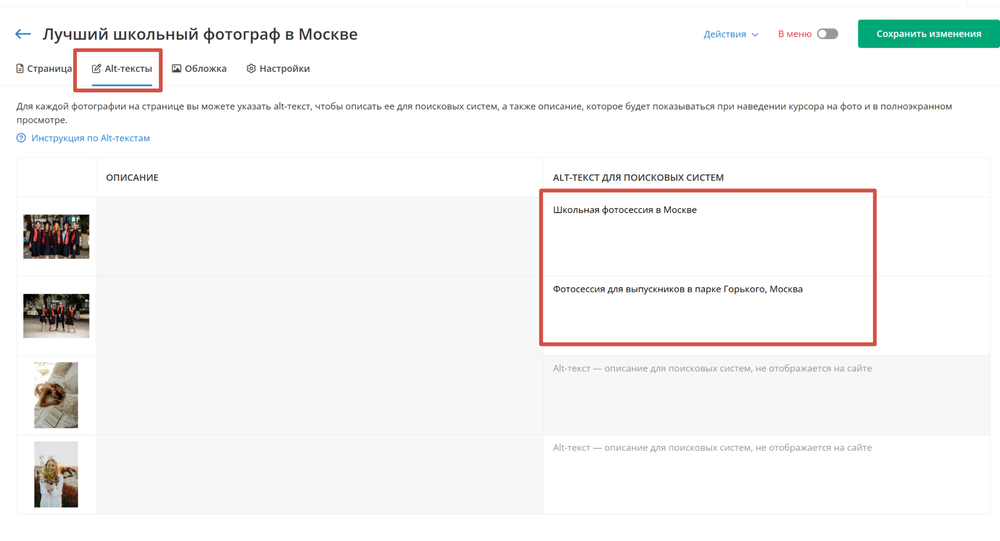 Лучший школьный фотограф в Москве
Действия
В меню
Сохранить изменения
Страница
Alt-тексты
Обложка
Настройки
Для каждой фотографии на странице вы можете указать alt-текст, чтобы описать ее для поисковых систем, а также описание, которое будет показываться при наведении курсора на фото и в полноэкранном
просмотре.
Инструкция по Alt-текстам
ОПИСАНИЕ
ALT-ТЕКСТ ДЛЯ ПОИСКОВЫХ СИСТЕМ
Школьная фотосессия в Москве
Фотосессия для выпускников в парке Горького, Москва
Alt-текст — описание для поисковых систем, не отображается на сайте
Alt-текст — описание для поисковых систем, не отображается на сайте